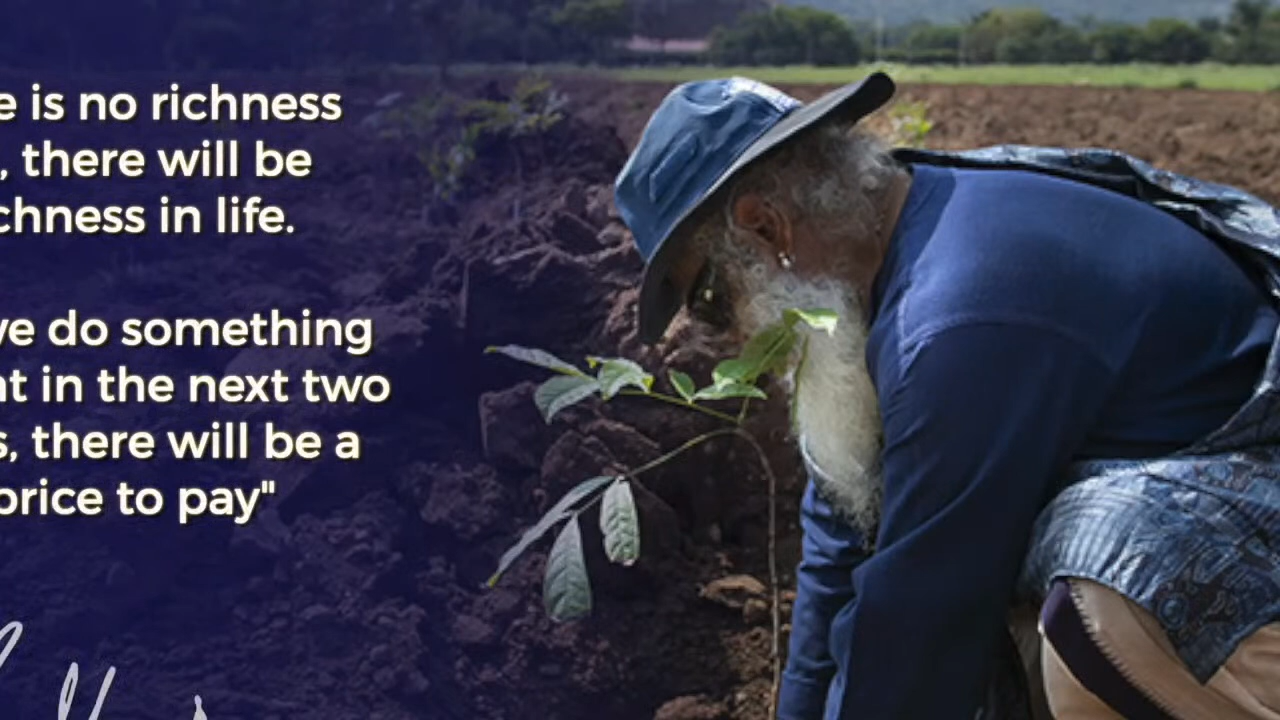 e is no richness
, there will be
chness in life.
ve do something
nt in the next two
s, there will be a
price to pay"